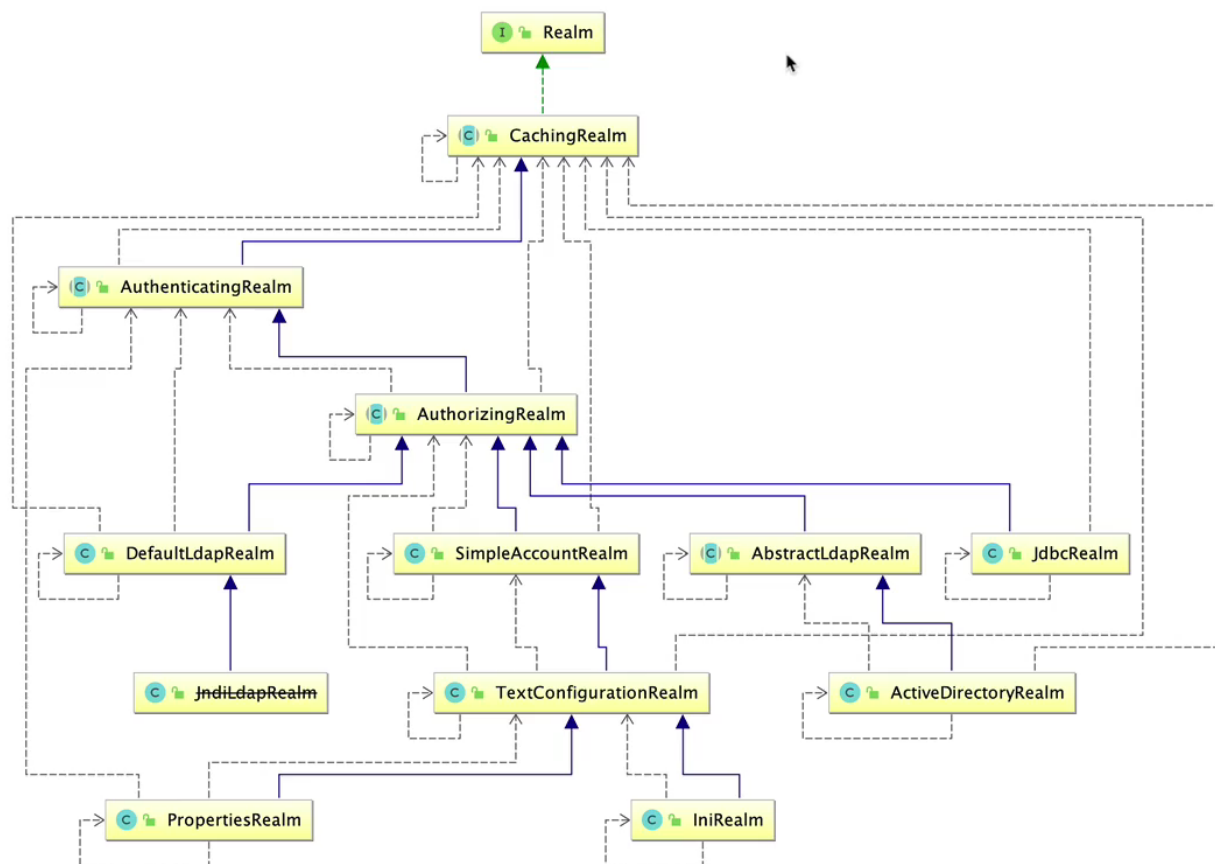 I Realm
C CachingRealm
C AuthenticatingRealm
C AuthorizingRealm
C DefaultLdapRealm
C SimpleAccountRealm
C AbstractLdapRealm
C JdbcRealm
C JndiLdapRealm
C TextConfigurationRealm
C ActiveDirectoryRealm
C PropertiesRealm
C IniRealm